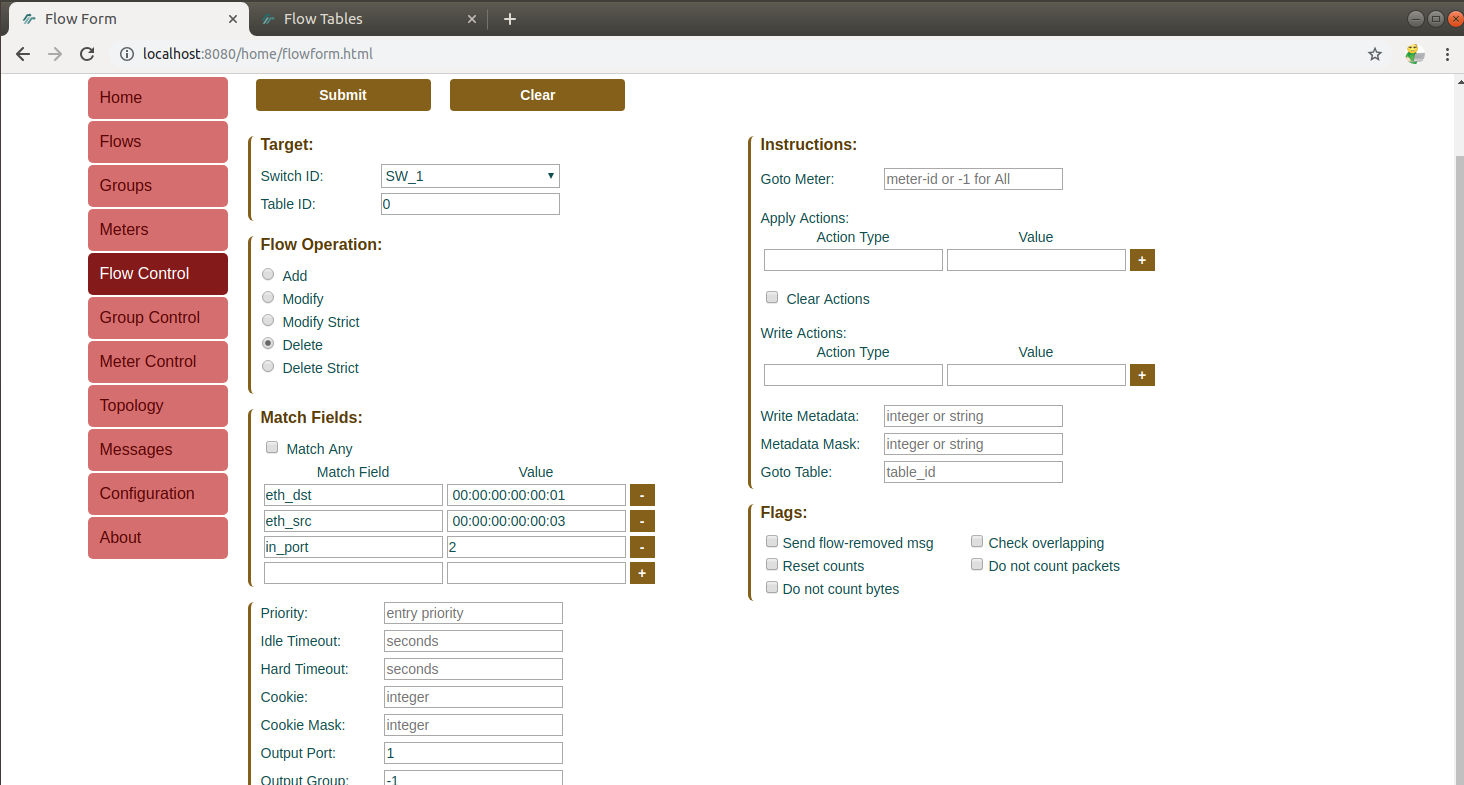 Flow Form
Flow Tables
localhost:8080/home/flowform.html
Home
Flows
Groups
Meters
Flow Control
Group Control
Meter Control
Topology
Messages
Configuration
About
Submit Clear
Target:
Switch ID: SW_1
Table ID: 0
Flow Operation:
Add
Modify
Modify Strict
Delete
Delete Strict
Match Fields:
Match Any
Match Field Value
eth_dst 00:00:00:00:00:01 -
eth_src 00:00:00:00:00:03 -
in_port 2 -
+
Priority: entry priority
Idle Timeout: seconds
Hard Timeout: seconds
Cookie: integer
Cookie Mask: integer
Output Port: 1
Output Group: -1
Instructions:
Goto Meter: meter-id or -1 for All
Apply Actions:
Action Type Value
+
Clear Actions
Write Actions:
Action Type Value
+
Write Metadata: integer or string
Metadata Mask: integer or string
Goto Table: table_id
Flags:
Send flow-removed msg Check overlapping
Reset counts Do not count packets
Do not count bytes